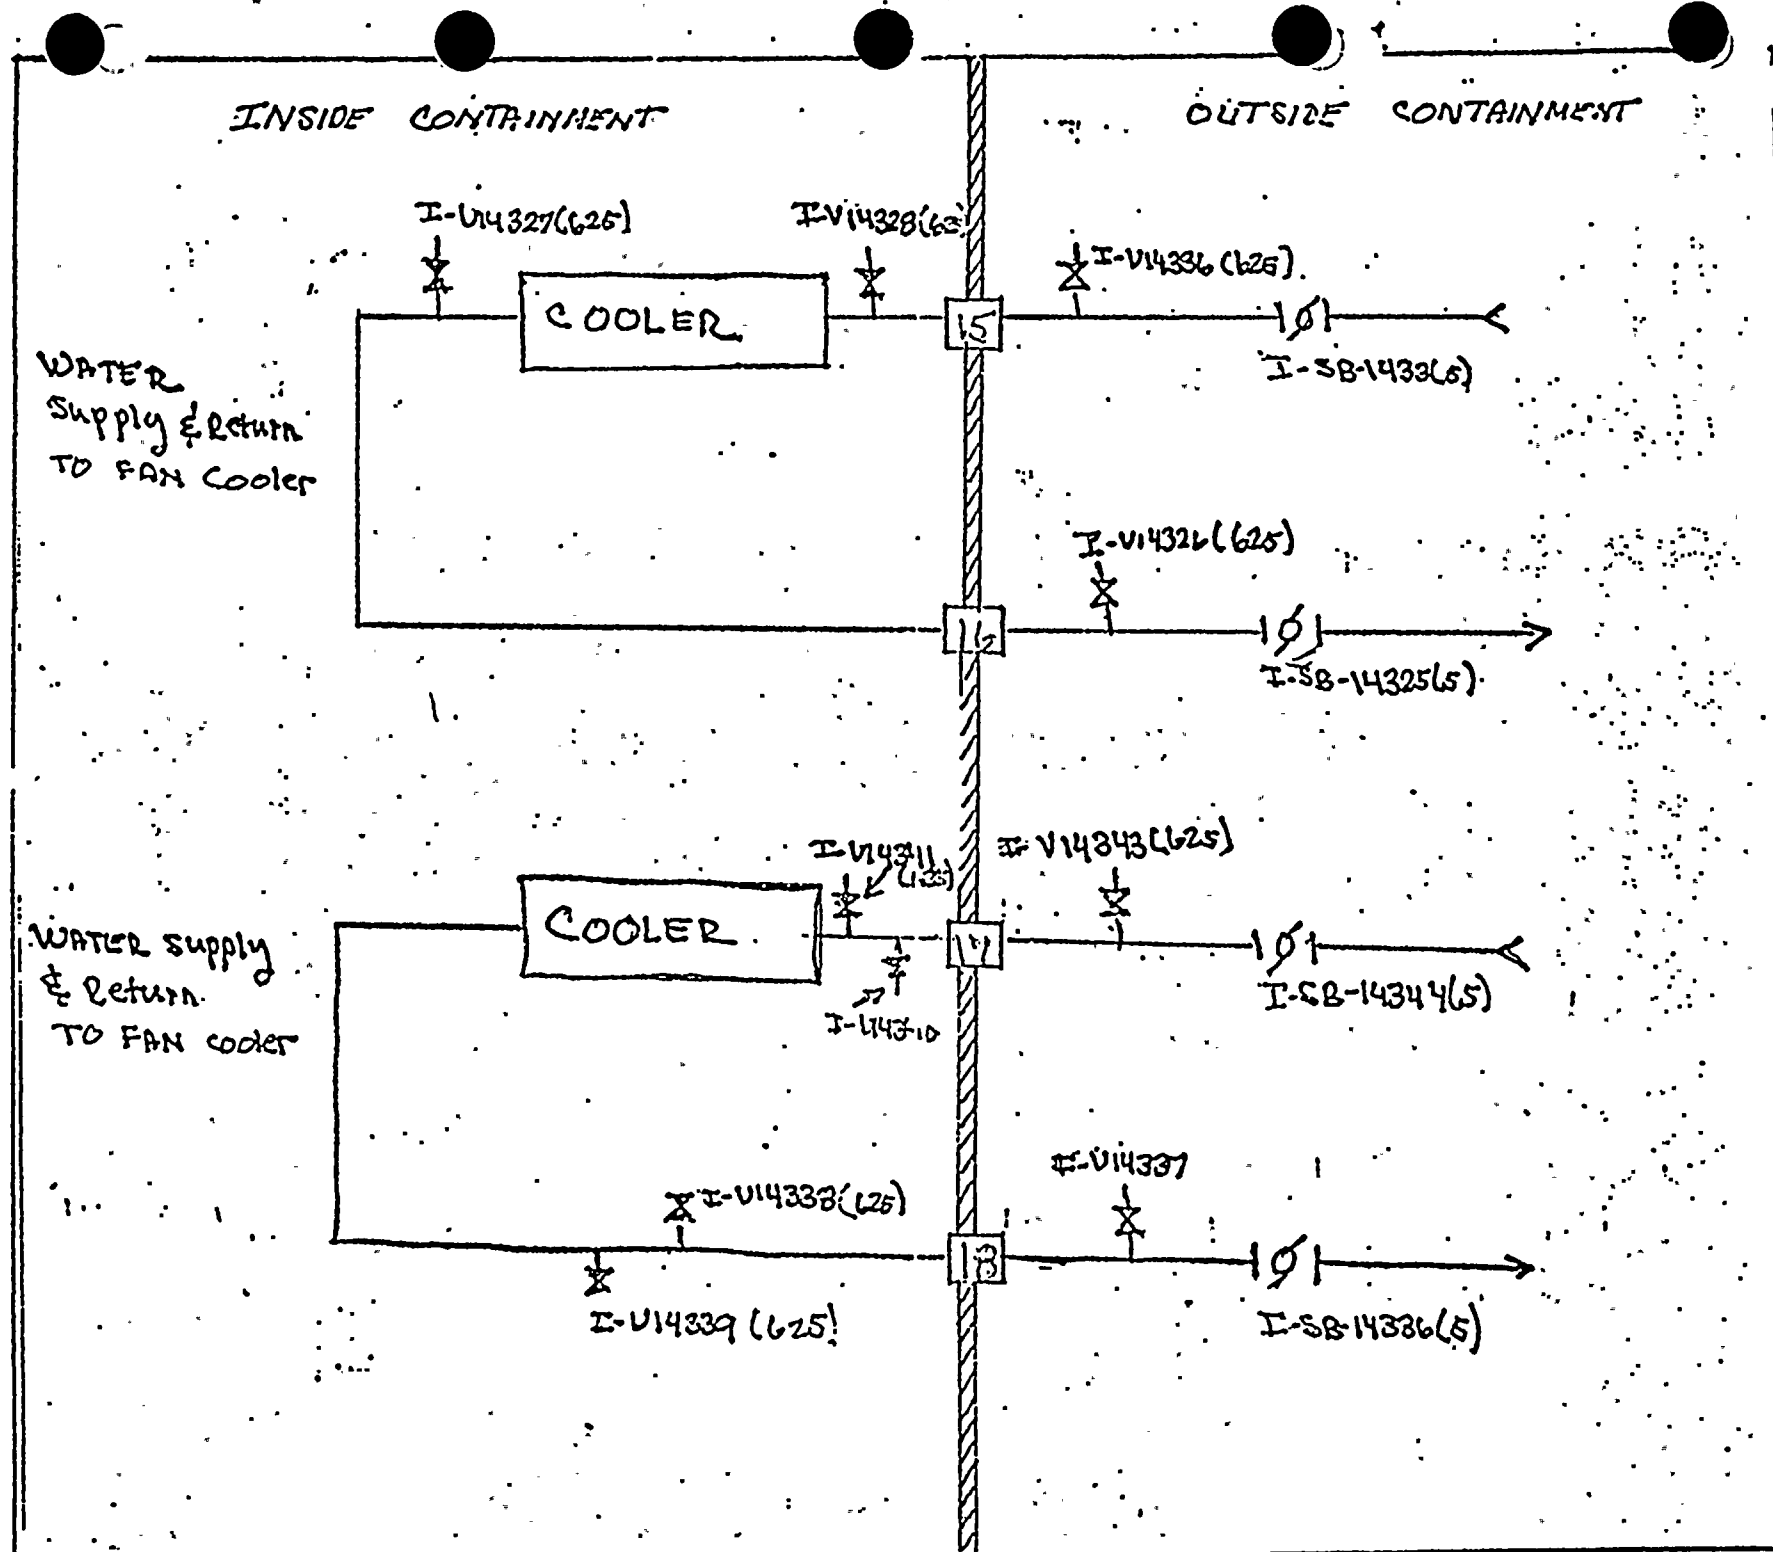 INSIDE CONTAINMENT
OUTSIDE CONTAINMENT
I-V14327(625)
I-V14336(625)
COOLER
15
I-SB-1433(5)
WATER
Supply & Return
TO FAN Cooler
I-V14326(625)
16
I-SB-14325(5)
I-V14343(625)
COOLER
17
I-SB-14344(5)
WATER Supply
& Return
TO FAN cooler
I-V14337
I-V14338(625)
18
I-V14339(625)
I-SB-14336(5)